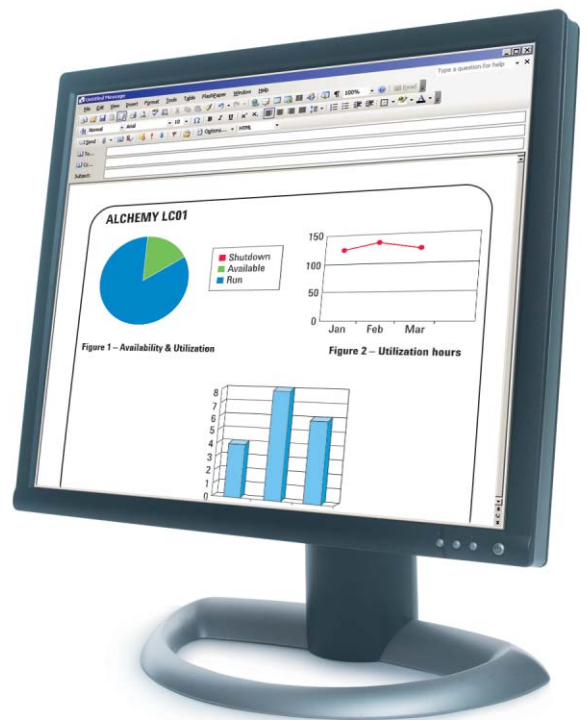 Untitled Message
Type a question for help
File Edit View Insert Format Tools Table FlashPaper Window Help
100% Read
Normal Arial 10 B I U
Send Options... HTML
To...
Cc...
Subject:
ALCHEMY LC01
Shutdown
Available
Run
Figure 1 – Availability & Utilization
150
100
50
0
Jan Feb Mar
Figure 2 – Utilization hours
8
7
6
5
4
3
2
1
0